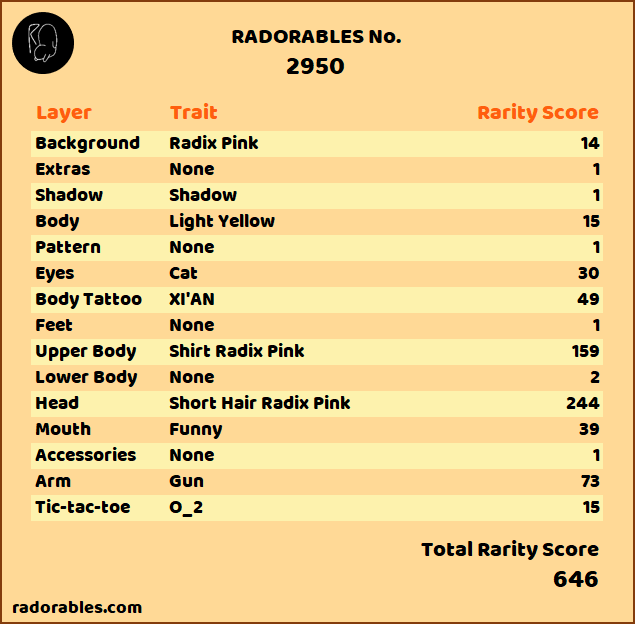 RADORABLES No.
2950
Layer Trait Rarity Score
Background Radix Pink 14
Extras None 1
Shadow Shadow 1
Body Light Yellow 15
Pattern None 1
Eyes Cat 30
Body Tattoo XI'AN 49
Feet None 1
Upper Body Shirt Radix Pink 159
Lower Body None 2
Head Short Hair Radix Pink 244
Mouth Funny 39
Accessories None 1
Arm Gun 73
Tic-tac-toe O_2 15
Total Rarity Score
646
radorables.com